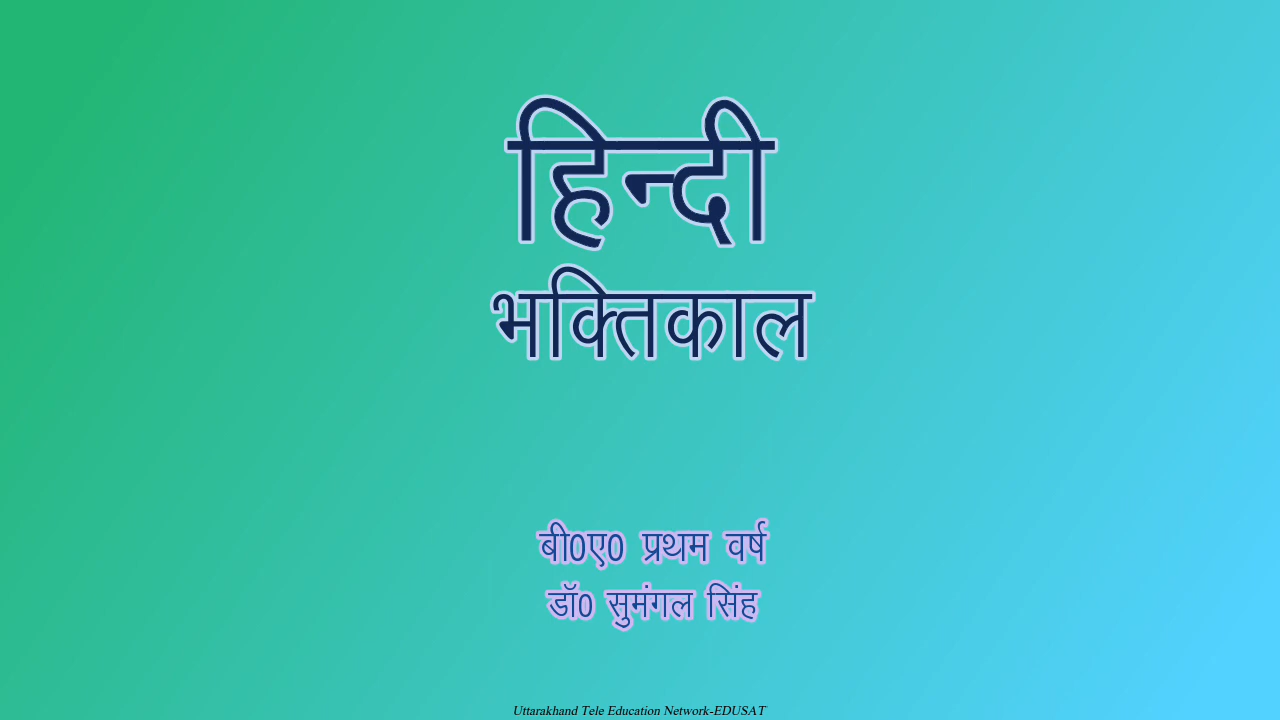 हिन्दी
भक्तिकाल
बी0ए0 प्रथम वर्ष
डॉ0 सुमंगल सिंह
Uttarakhand Tele Education Network-EDUSAT